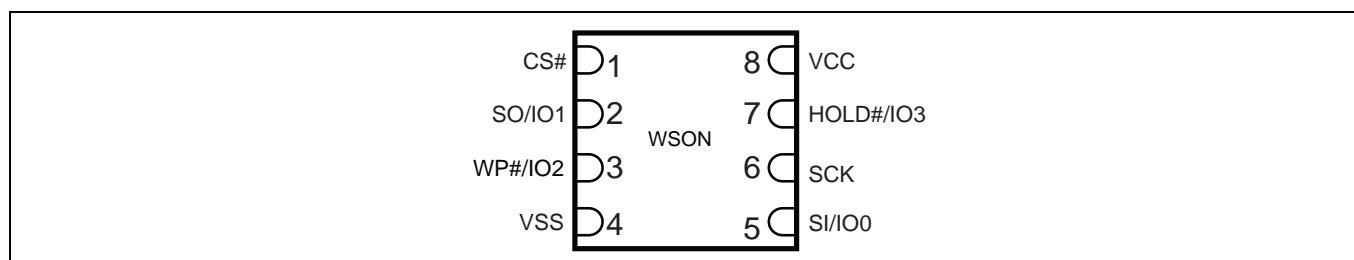 CS# 1 8 VCC
SO/IO1 2 7 HOLD#/IO3
WSON
WP#/IO2 3 6 SCK
VSS 4 5 SI/IO0